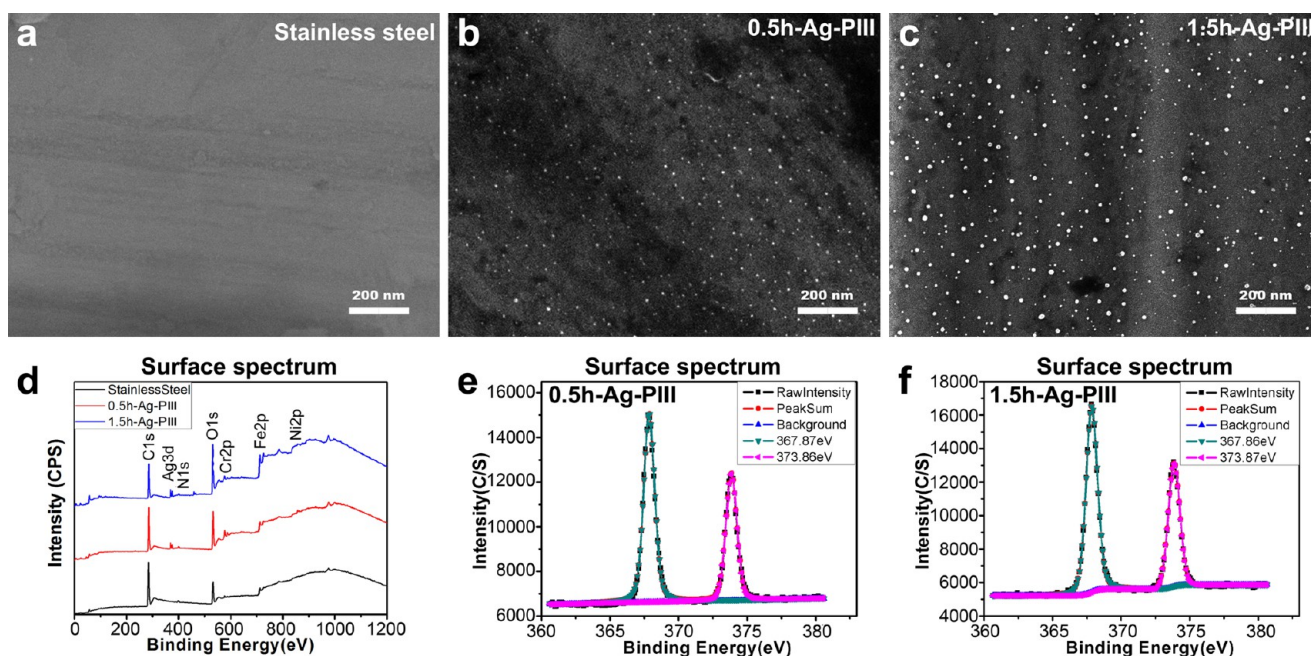 a
Stainless steel
200 nm
b
0.5h-Ag-PIII
200 nm
c
1.5h-Ag-PIII
200 nm
d
Surface spectrum
StainlessSteel
0.5h-Ag-PIII
1.5h-Ag-PIII
C1s
Ag3d
N1s
O1s
Cr2p
Fe2p
Ni2p
Intensity (CPS)
0 200 400 600 800 1000 1200
Binding Energy(eV)
e
Surface spectrum
0.5h-Ag-PIII
RawIntensity
PeakSum
Background
367.87eV
373.86eV
Intensity(C/S)
16000
14000
12000
10000
8000
6000
360 365 370 375 380
Binding Energy(eV)
f
Surface spectrum
1.5h-Ag-PIII
RawIntensity
PeakSum
Background
367.86eV
373.87eV
Intensity(C/S)
18000
16000
14000
12000
10000
8000
6000
4000
360 365 370 375 380
Binding Energy(eV)